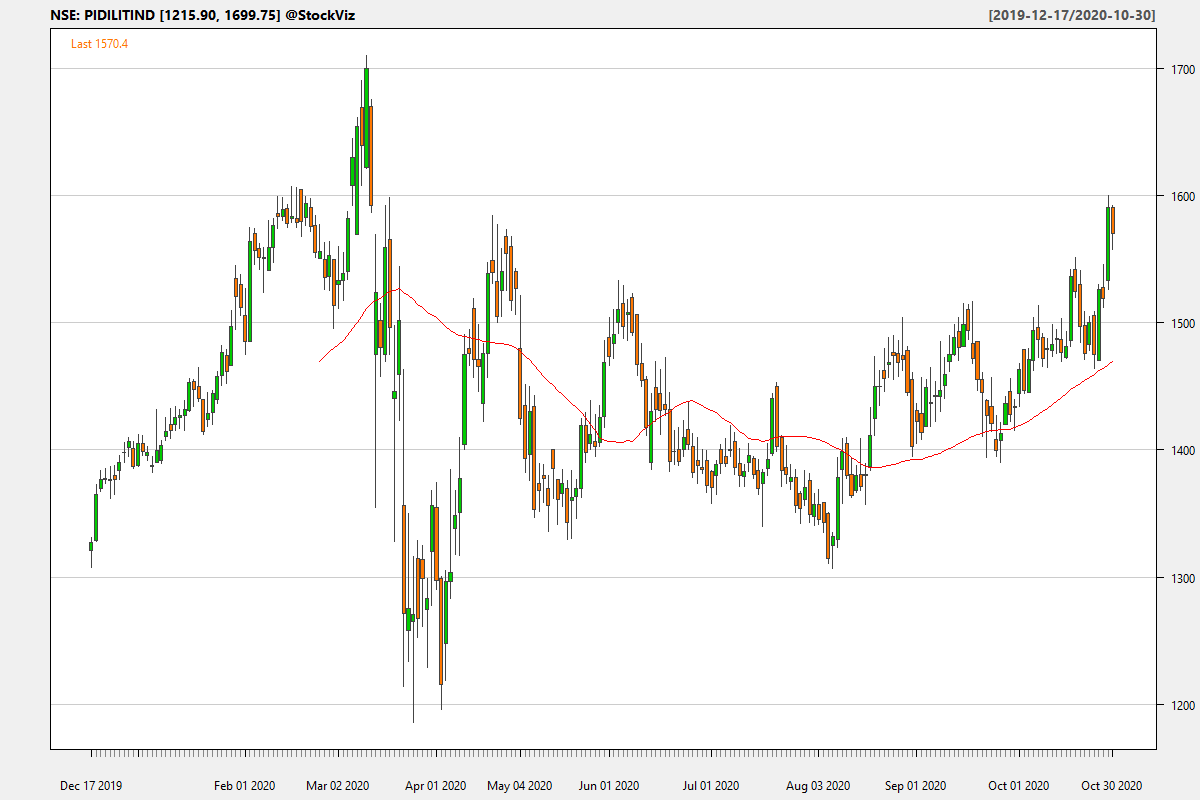 NSE: PIDILITIND [1215.90, 1699.75] @StockViz [2019-12-17/2020-10-30]
Last 1570.4
1700
1600
1500
1400
1300
1200
Dec 17 2019 Feb 01 2020 Mar 02 2020 Apr 01 2020 May 04 2020 Jun 01 2020 Jul 01 2020 Aug 03 2020 Sep 01 2020 Oct 01 2020 Oct 30 2020